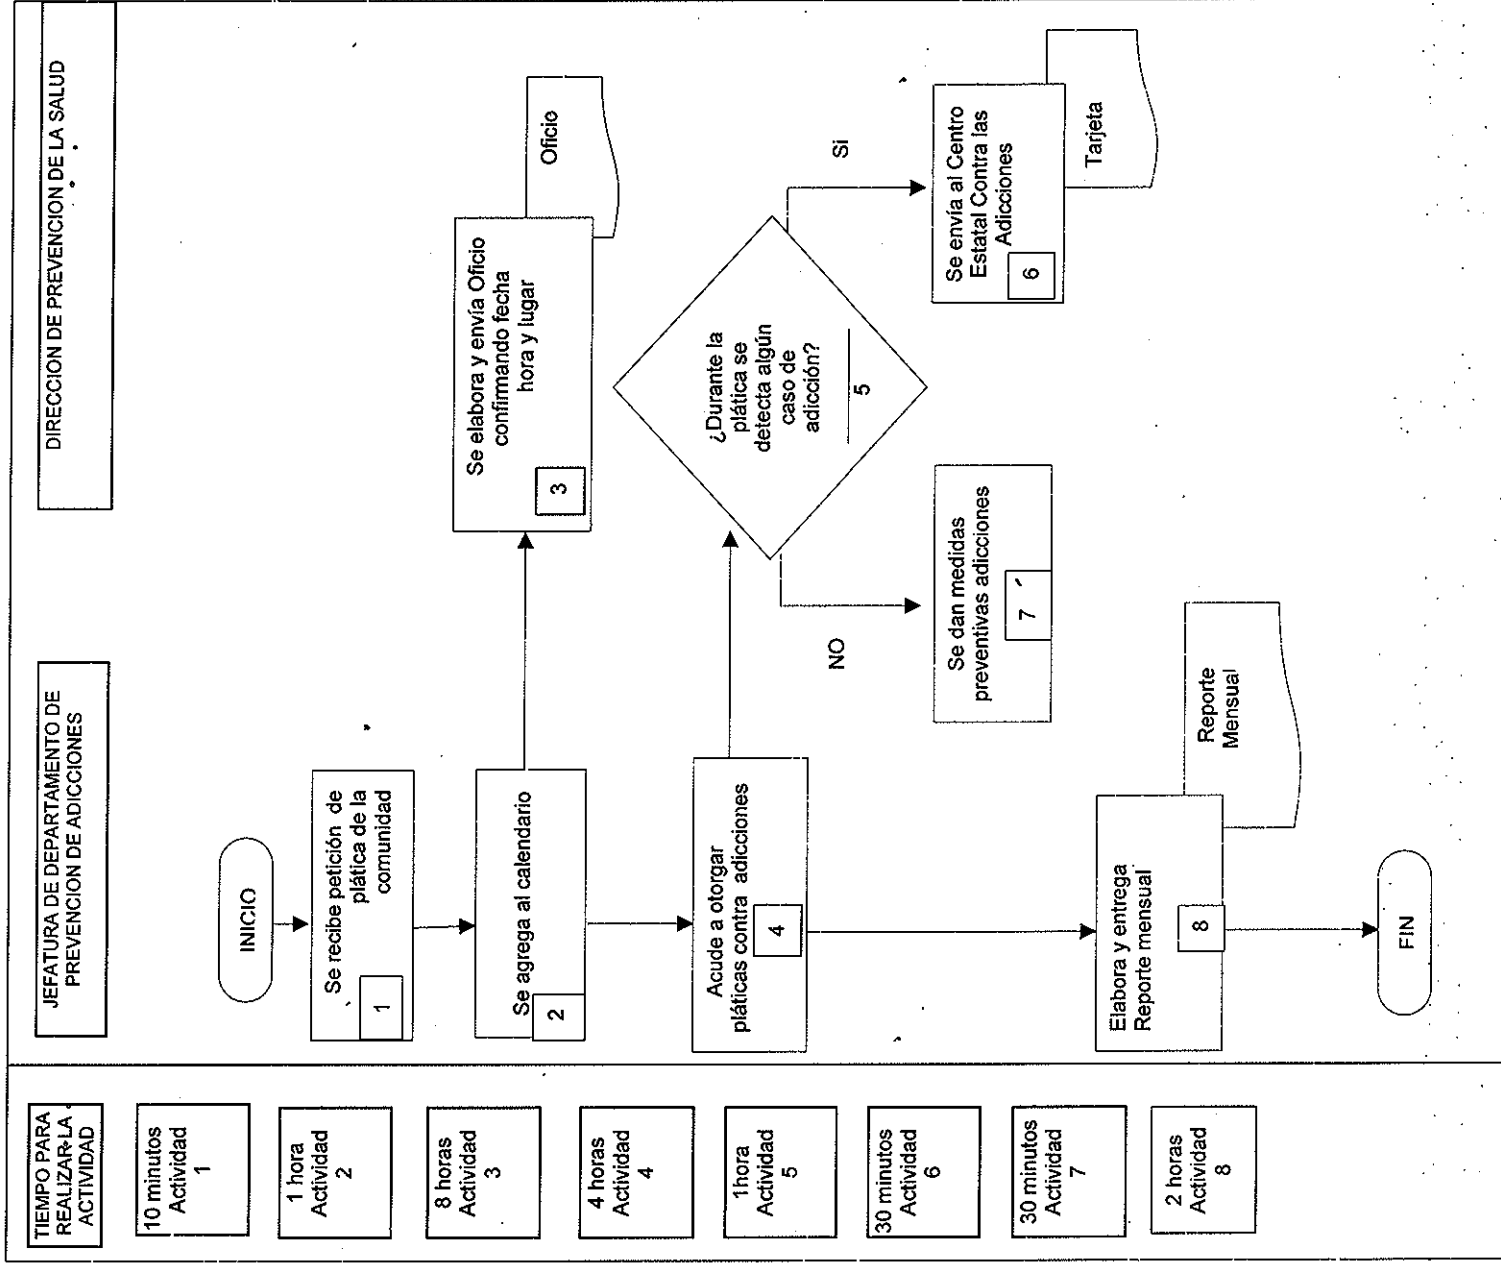 TIEMPO PARA
REALIZAR LA
ACTIVIDAD
10 minutos
Actividad
1
1 hora
Actividad
2
8 horas
Actividad
3
4 horas
Actividad
4
1hora
Actividad
5
30 minutos
Actividad
6
30 minutos
Actividad
7
2 horas
Actividad
8
JEFATURA DE DEPARTAMENTO DE
PREVENCION DE ADICCIONES
DIRECCION DE PREVENCION DE LA SALUD
INICIO
Se recibe petición de
plática de la
comunidad
1
Se agrega al calendario
2
Se elabora y envía Oficio
confirmando fecha
hora y lugar
3
Oficio
Acude a otorgar
pláticas contra adicciones
4
¿Durante la
plática se
detecta algún
caso de
adicción?
5
NO
Si
Se dan medidas
preventivas adicciones
7
Se envía al Centro
Estatal Contra las
Adicciones
6
Tarjeta
Elabora y entrega
Reporte mensual
8
Reporte
Mensual
FIN